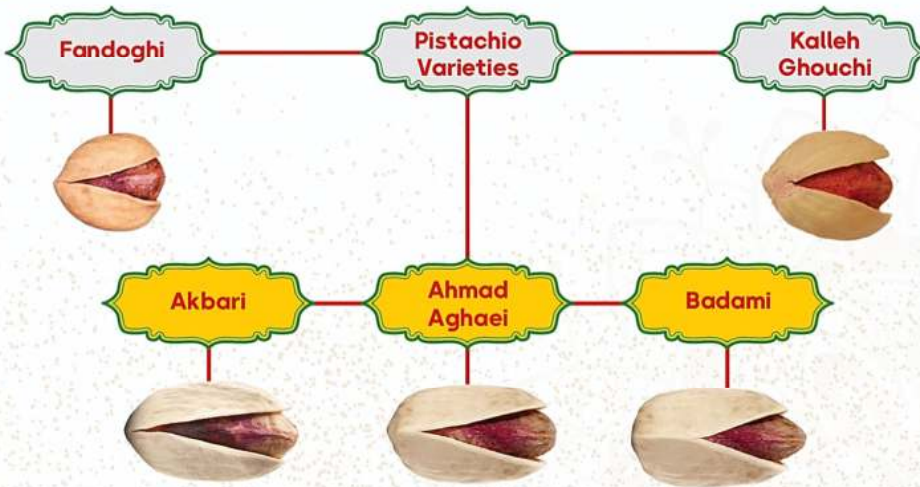 Fandoghi
Pistachio
Varieties
Kalleh
Ghouchi
Akbari
Ahmad
Aghaei
Badami